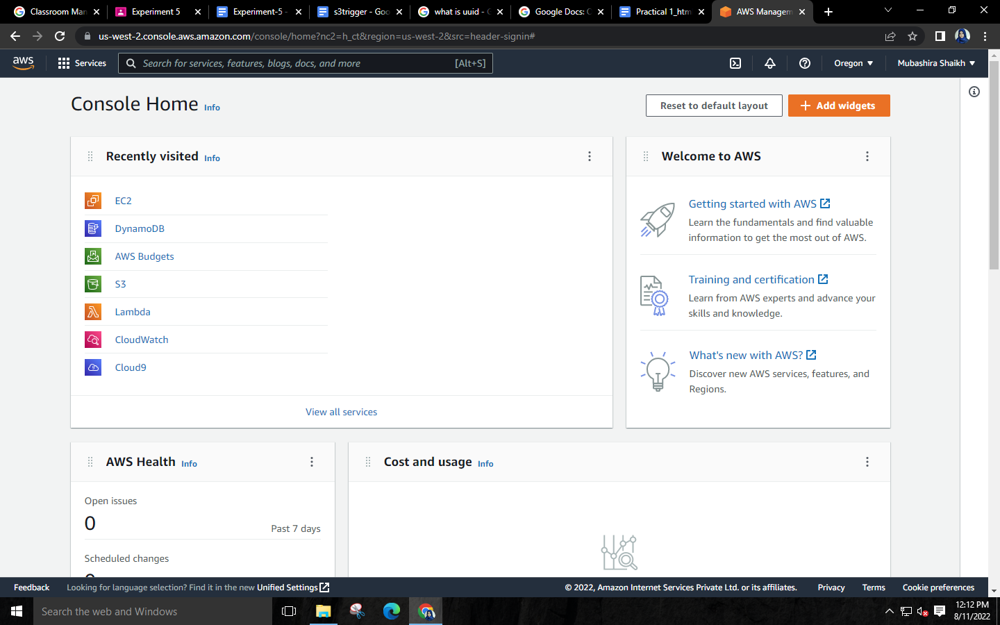 Classroom Man
Experiment 5
Experiment-5 -
s3trigger - Goo
what is uuid - G
Google Docs: C
Practical 1_htm
AWS Managem
us-west-2.console.aws.amazon.com/console/home?nc2=h_ct&region=us-west-2&src=header-signin#
aws
Services
Search for services, features, blogs, docs, and more
[Alt+S]
Oregon
Mubashira Shaikh
Console Home Info
Reset to default layout
Add widgets
Recently visited Info
EC2
DynamoDB
AWS Budgets
S3
Lambda
CloudWatch
Cloud9
View all services
Welcome to AWS
Getting started with AWS
Learn the fundamentals and find valuable
information to get the most out of AWS.
Training and certification
Learn from AWS experts and advance your
skills and knowledge.
What's new with AWS?
Discover new AWS services, features, and
Regions.
AWS Health Info
Open issues
0
Past 7 days
Scheduled changes
Cost and usage Info
Feedback
Looking for language selection? Find it in the new Unified Settings
© 2022, Amazon Internet Services Private Ltd. or its affiliates.
Privacy
Terms
Cookie preferences
Search the web and Windows
12:12 PM
8/11/2022